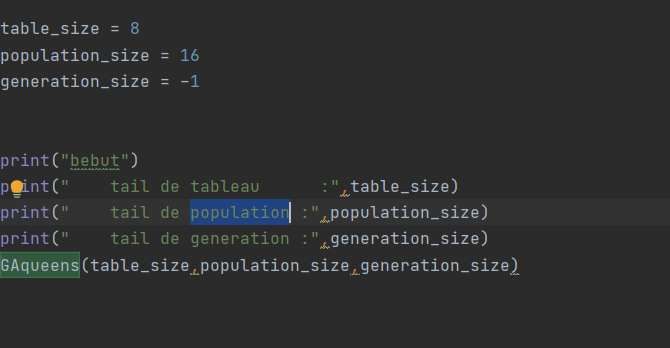 table_size = 8
population_size = 16
generation_size = -1
print("bebut")
print("    tail de tableau      :",table_size)
print("    tail de population :",population_size)
print("    tail de generation :",generation_size)
GAqueens(table_size,population_size,generation_size)